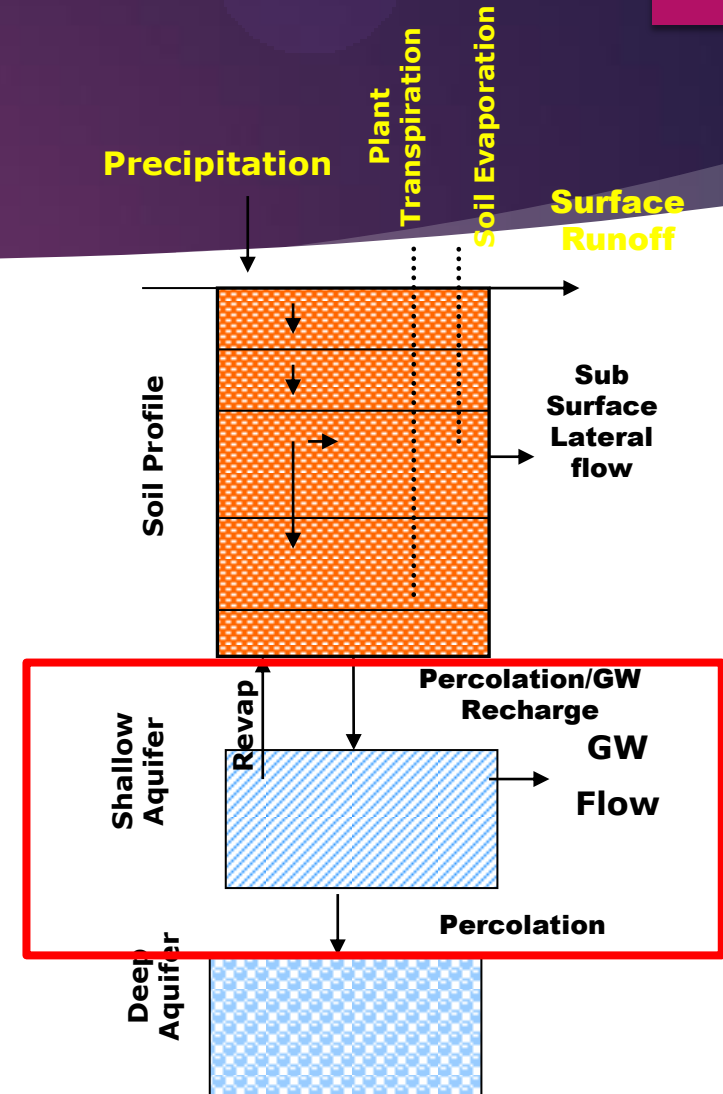 Precipitation
Plant
Transpiration
Soil Evaporation
Surface
Runoff
Soil Profile
Sub
Surface
Lateral
flow
Shallow
Aquifer
Revap
Percolation/GW
Recharge
GW
Flow
Percolation
Deep
Aquifer